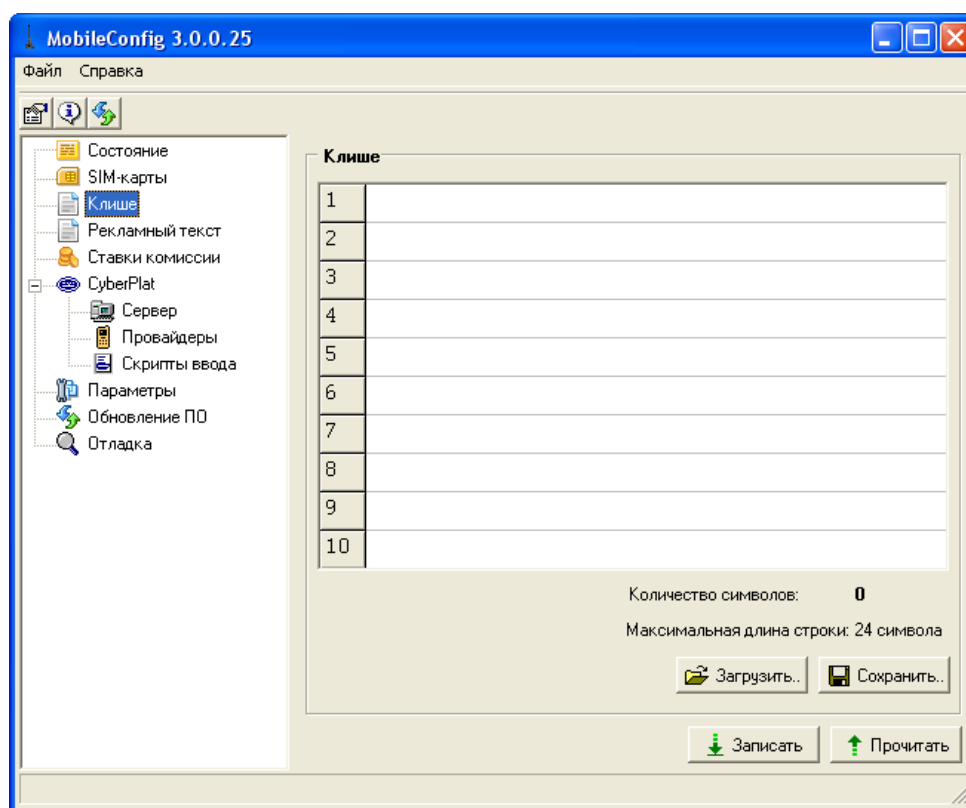 MobileConfig 3.0.0.25
Файл Справка
Состояние
SIM-карты
Клише
Рекламный текст
Ставки комиссии
CyberPlat
Сервер
Провайдеры
Скрипты ввода
Параметры
Обновление ПО
Отладка
Клише
1
2
3
4
5
6
7
8
9
10
Количество символов: 0
Максимальная длина строки: 24 символа
Загрузить.. Сохранить..
Записать Прочитать